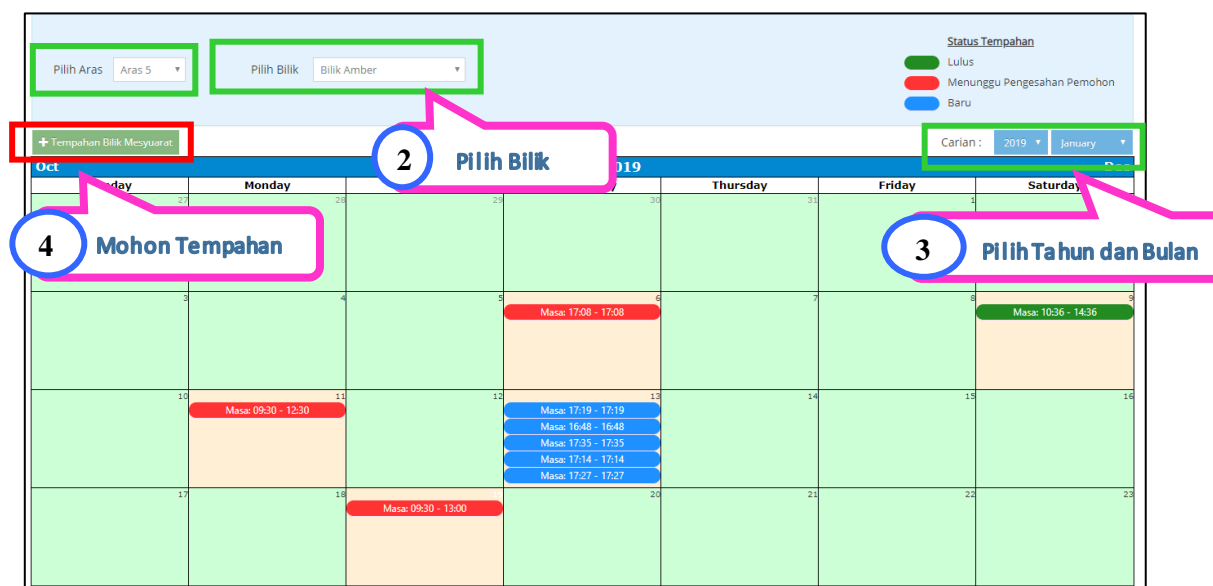 Status Tempahan
Pilih Aras Aras 5 Pilih Bilik Bilik Amber Lulus
Menunggu Pengesahan Pemohon
Baru
+ Tempahan Bilik Mesyuarat Carian : 2019 January
2 Pilih Bilik
Oct 2019
Monday Thursday Friday Saturday
27 28 29 30 31 1
4 Mohon Tempahan
3 Pilih Tahun dan Bulan
3 4 5 6 7 8 9
Masa: 17:08 - 17:08 Masa: 10:36 - 14:36
10 11 12 13 14 15 16
Masa: 09:30 - 12:30 Masa: 17:19 - 17:19
Masa: 16:48 - 16:48
Masa: 17:35 - 17:35
Masa: 17:14 - 17:14
Masa: 17:27 - 17:27
17 18 20 21 22 23
Masa: 09:30 - 13:00